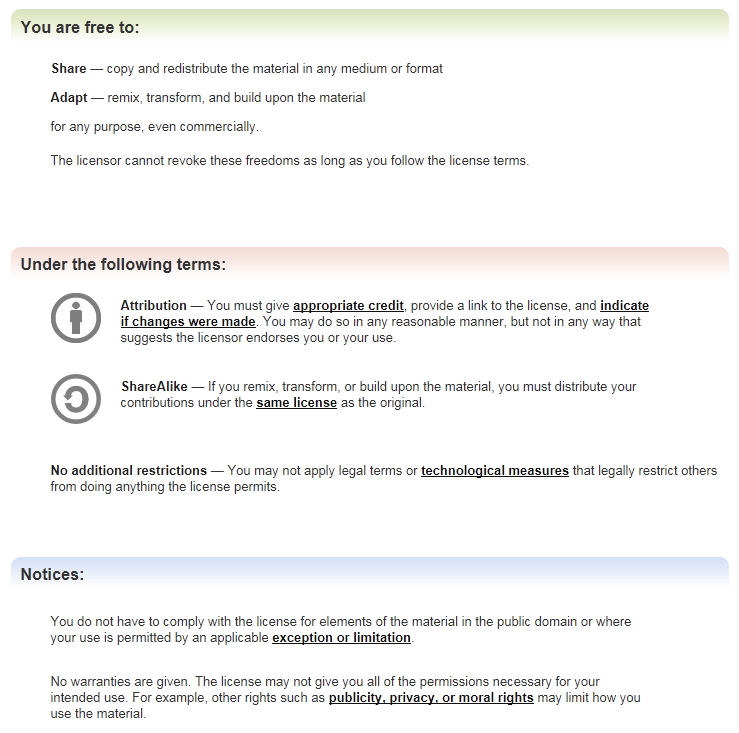 You are free to:
Share — copy and redistribute the material in any medium or format
Adapt — remix, transform, and build upon the material
for any purpose, even commercially.
The licensor cannot revoke these freedoms as long as you follow the license terms.
Under the following terms:
Attribution — You must give appropriate credit, provide a link to the license, and indicate
if changes were made. You may do so in any reasonable manner, but not in any way that
suggests the licensor endorses you or your use.
ShareAlike — If you remix, transform, or build upon the material, you must distribute your
contributions under the same license as the original.
No additional restrictions — You may not apply legal terms or technological measures that legally restrict others
from doing anything the license permits.
Notices:
You do not have to comply with the license for elements of the material in the public domain or where
your use is permitted by an applicable exception or limitation.
No warranties are given. The license may not give you all of the permissions necessary for your
intended use. For example, other rights such as publicity, privacy, or moral rights may limit how you
use the material.